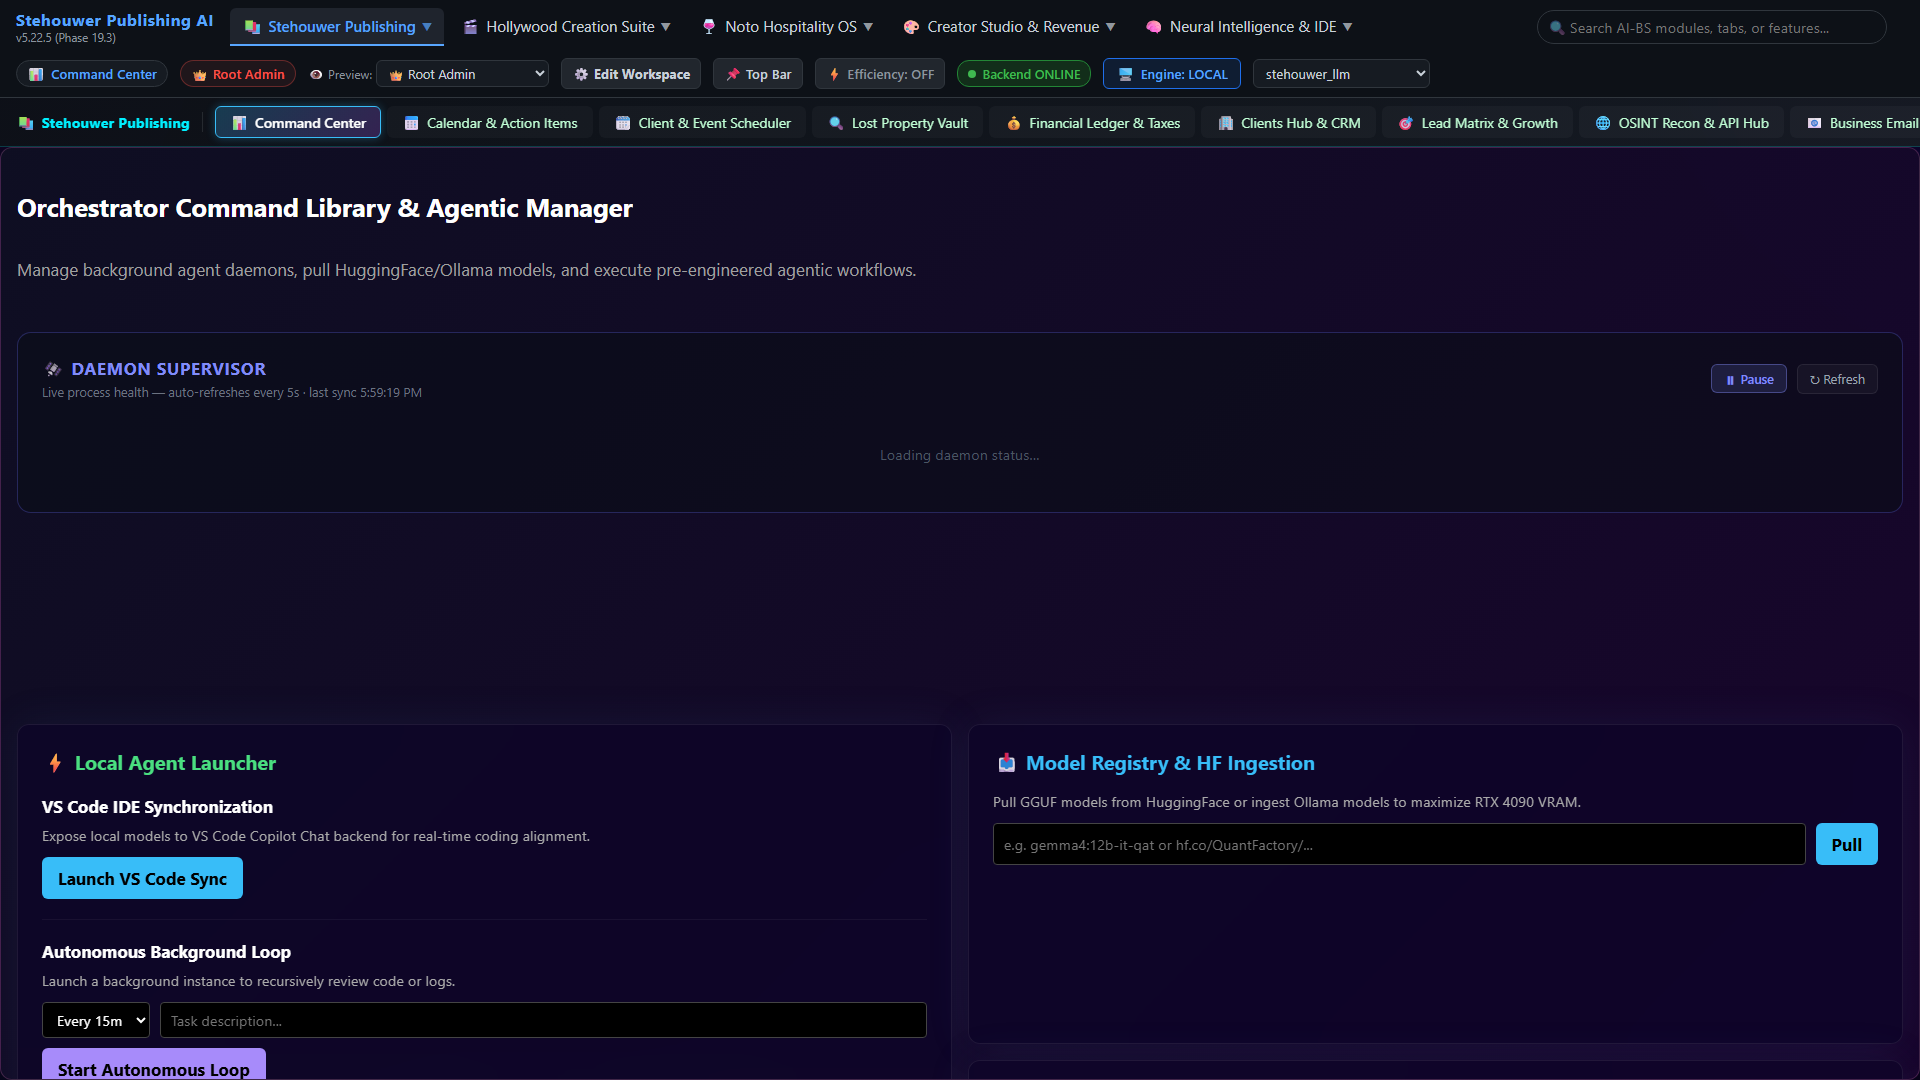 Stehouwer Publishing AI
v5.22.5 (Phase 19.3)
Stehouwer Publishing ▼
Hollywood Creation Suite ▼
Noto Hospitality OS ▼
Creator Studio & Revenue ▼
Neural Intelligence & IDE ▼
Search AI-BS modules, tabs, or features...
Command Center
Root Admin
Preview:
Root Admin
Edit Workspace
Top Bar
Efficiency: OFF
Backend ONLINE
Engine: LOCAL
stehouwer_llm
Stehouwer Publishing
Command Center
Calendar & Action Items
Client & Event Scheduler
Lost Property Vault
Financial Ledger & Taxes
Clients Hub & CRM
Lead Matrix & Growth
OSINT Recon & API Hub
Business Email
Orchestrator Command Library & Agentic Manager
Manage background agent daemons, pull HuggingFace/Ollama models, and execute pre-engineered agentic workflows.
DAEMON SUPERVISOR
Live process health — auto-refreshes every 5s · last sync 5:59:19 PM
Pause
↻ Refresh
Loading daemon status...
Local Agent Launcher
VS Code IDE Synchronization
Expose local models to VS Code Copilot Chat backend for real-time coding alignment.
Launch VS Code Sync
Autonomous Background Loop
Launch a background instance to recursively review code or logs.
Every 15m
Task description...
Start Autonomous Loop
Model Registry & HF Ingestion
Pull GGUF models from HuggingFace or ingest Ollama models to maximize RTX 4090 VRAM.
e.g. gemma4:12b-it-qat or hf.co/QuantFactory/...
Pull